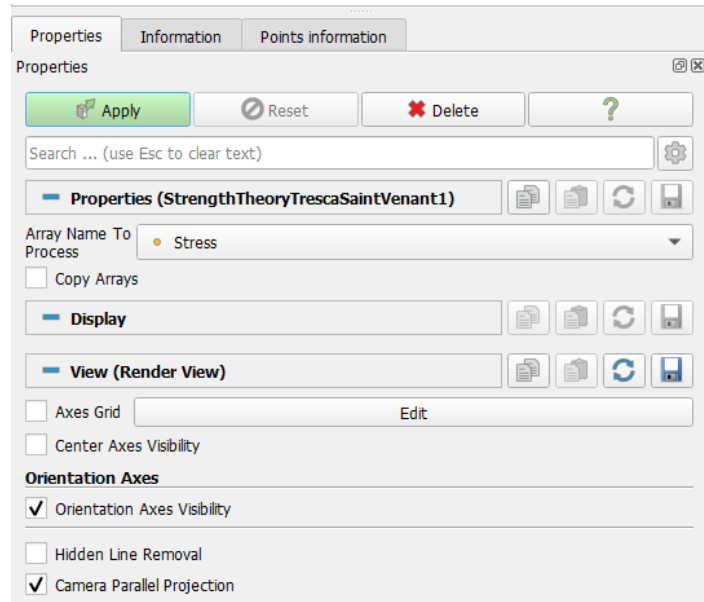 Properties Information Points information
Properties
Apply Reset Delete ?
Search ... (use Esc to clear text)
Properties (StrengthTheoryTrescaSaintVenant1)
Array Name To
Process
Stress
Copy Arrays
Display
View (Render View)
Axes Grid Edit
Center Axes Visibility
Orientation Axes
Orientation Axes Visibility
Hidden Line Removal
Camera Parallel Projection